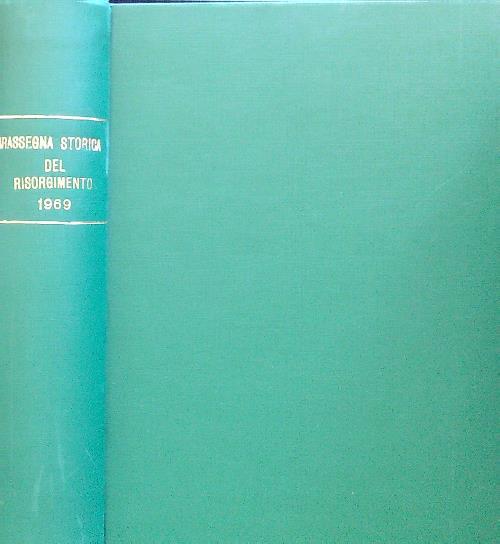 RASSEGNA STORICA
DEL
RISORGIMENTO
1969